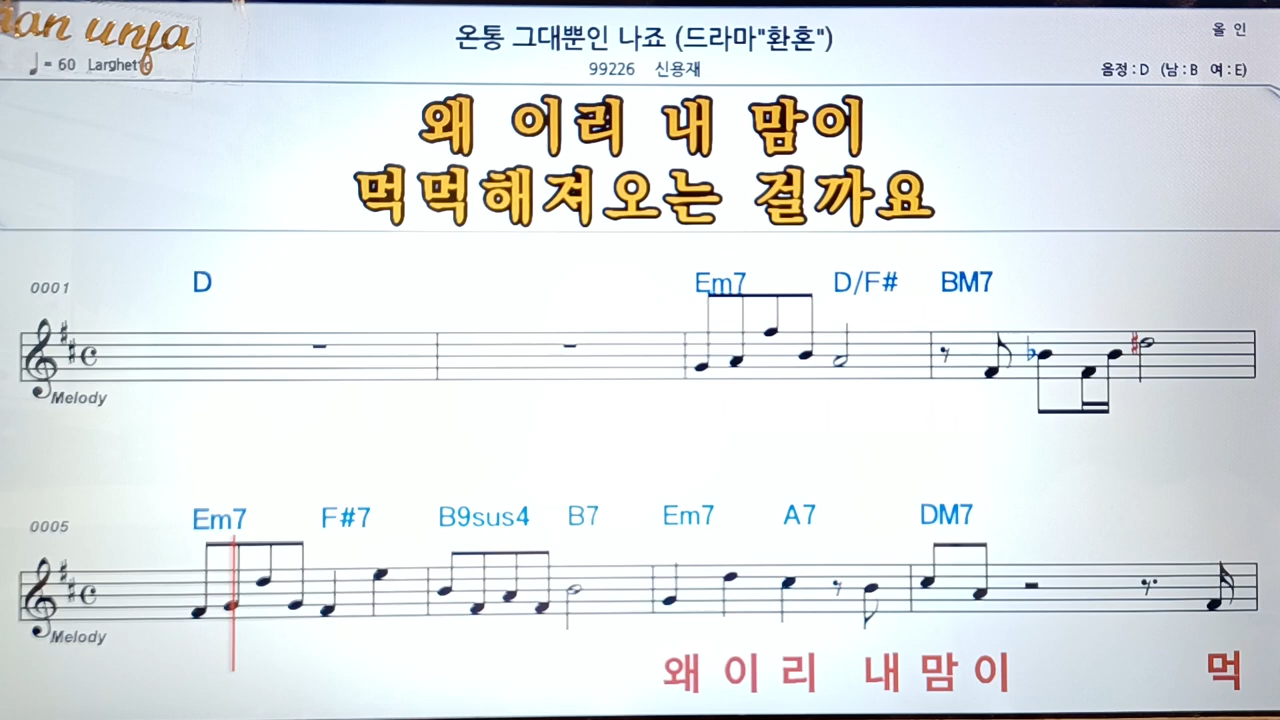 man unfa
온통 그대뿐인 나죠 (드라마"환혼")
올 인
♩= 60 Larghetto
99226 신용재
음정 : D (남 : B 여 : E)
왜 이리 내 맘이
먹먹해져오는 걸까요
0001 D Em7 D/F# BM7
Melody
0005 Em7 F#7 B9sus4 B7 Em7 A7 DM7
Melody
왜 이 리 내 맘 이 먹